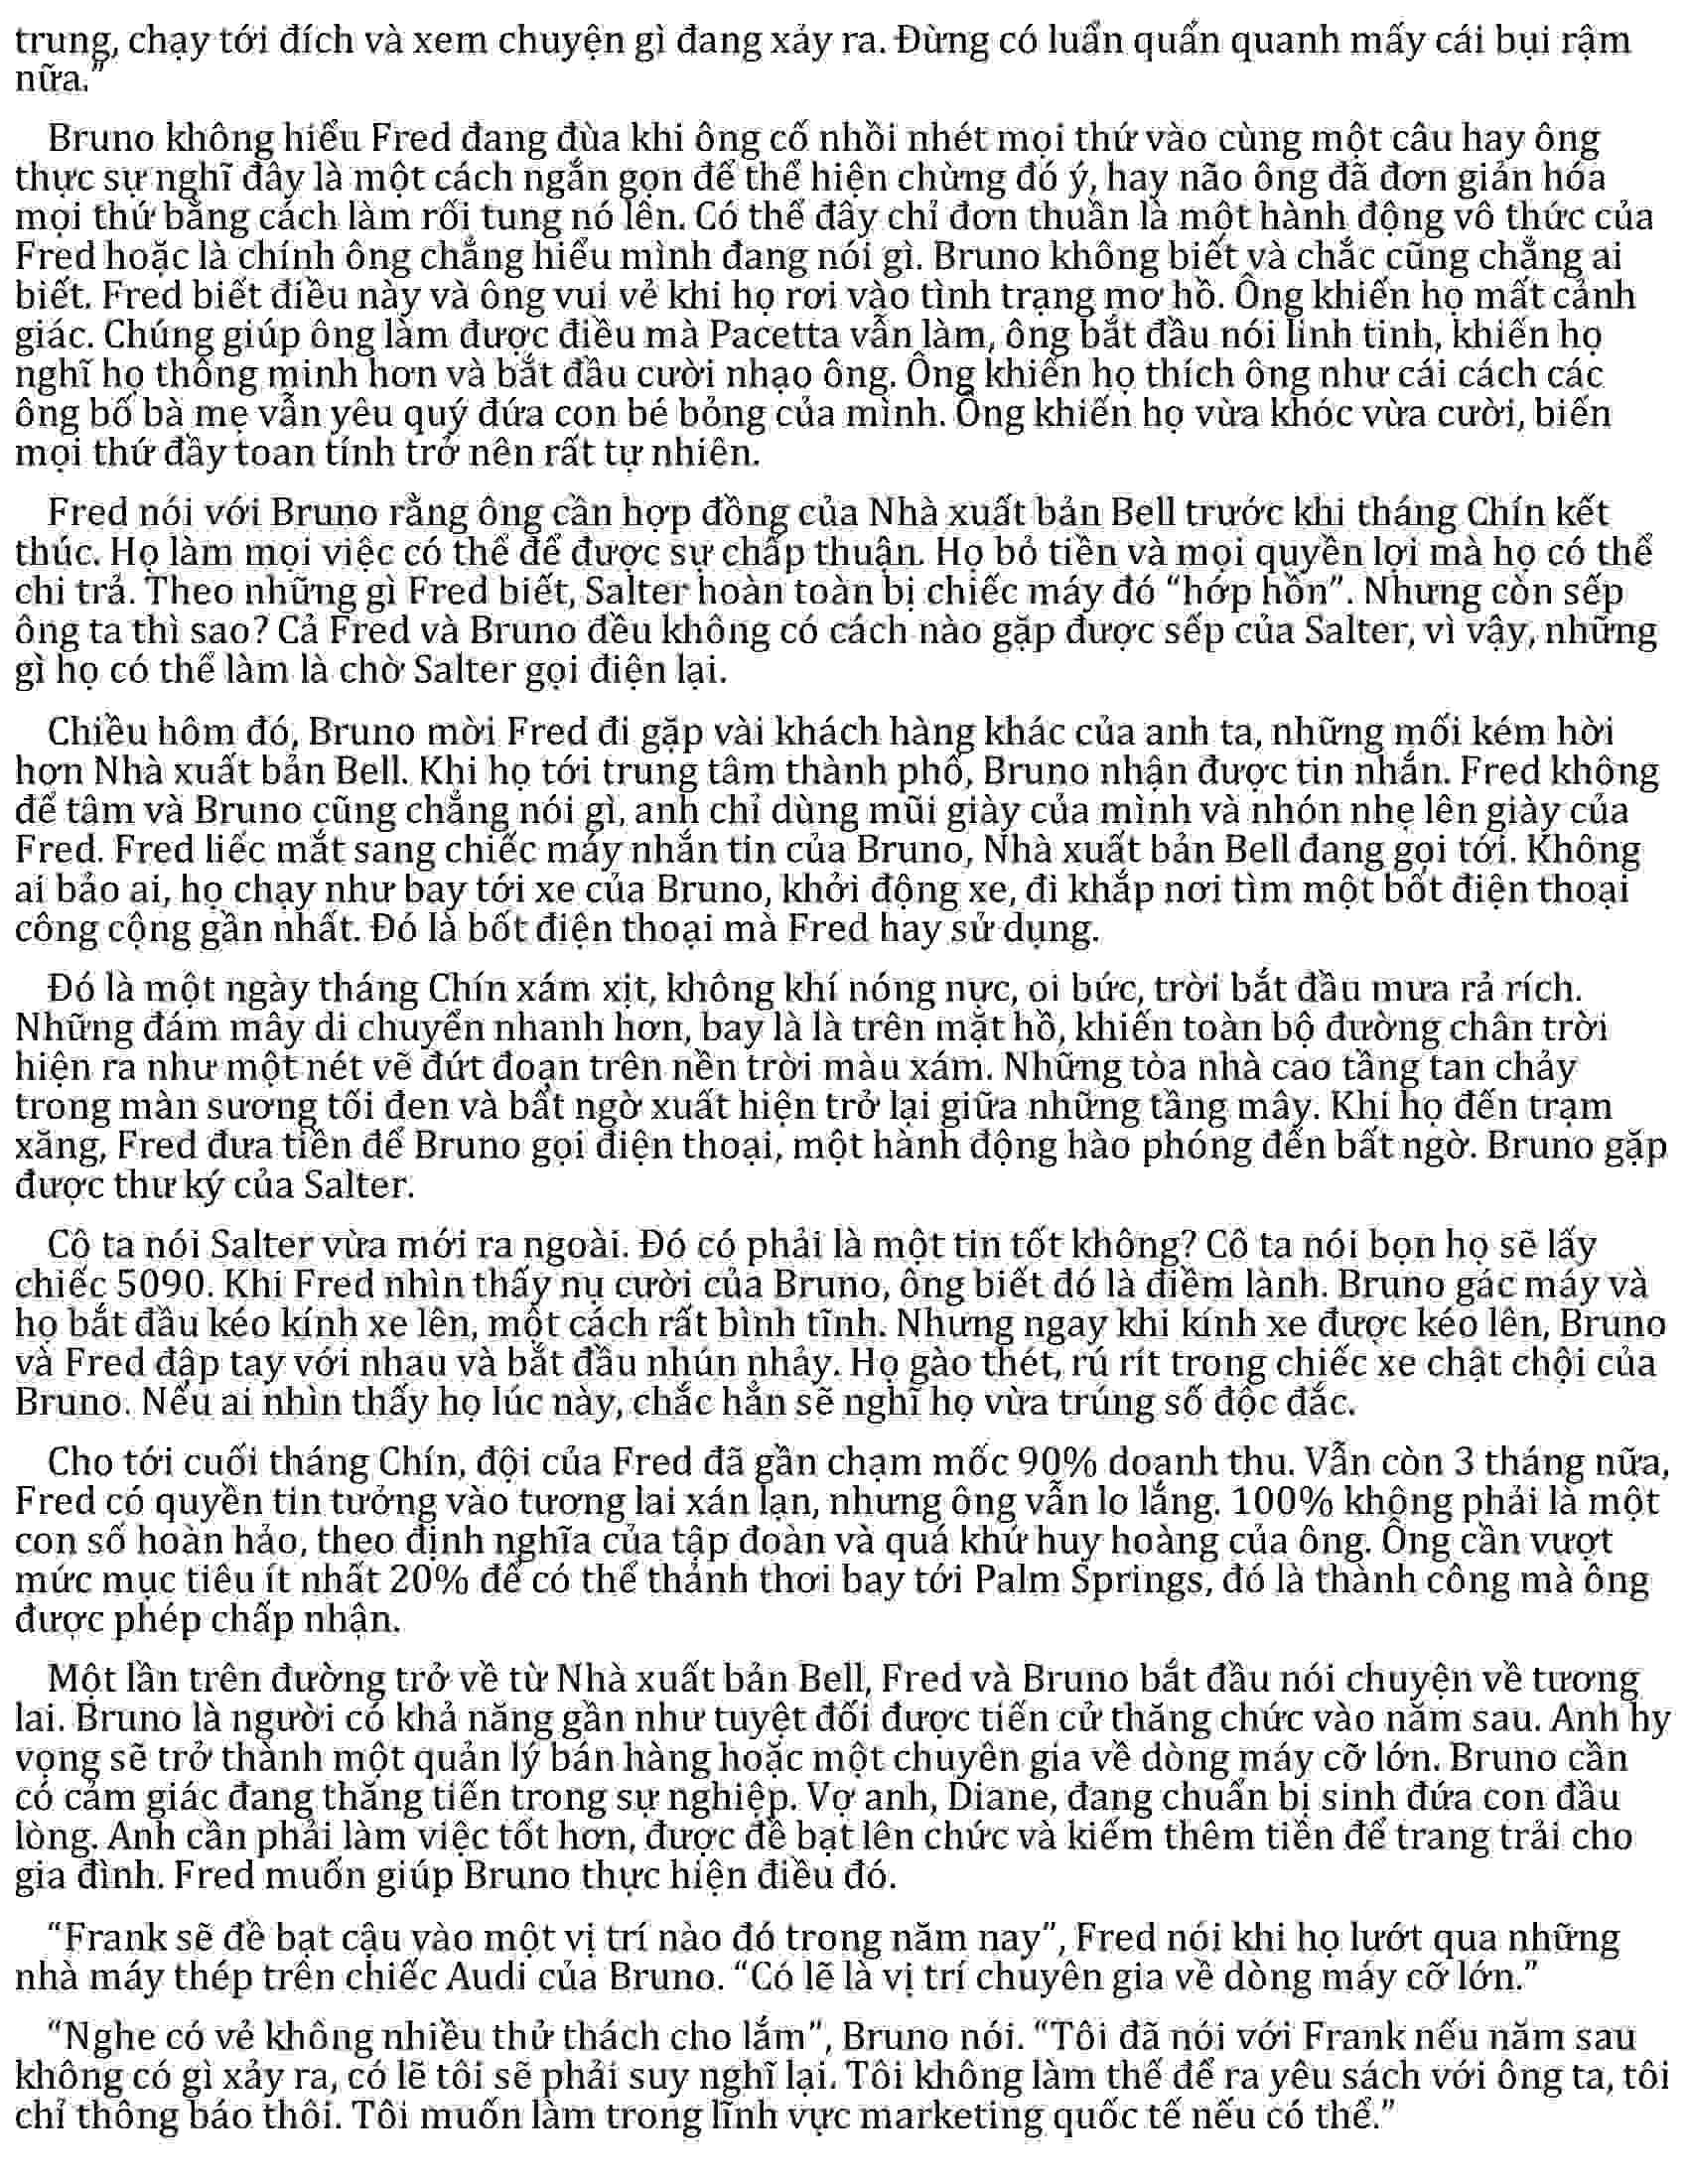 trung, chạy tới đích và xem chuyện gì đang xảy ra. Đừng có luẩn quẩn quanh mấy cái bụi rậm
nữa.”
Bruno không hiểu Fred đang đùa khi ông cố nhồi nhét mọi thứ vào cùng một câu hay ông
thực sự nghĩ đây là một cách ngắn gọn để thể hiện chừng đó ý, hay não ông đã đơn giản hóa
mọi thứ bằng cách làm rối tung nó lên. Có thể đây chỉ đơn thuần là một hành động vô thức của
Fred hoặc là chính ông chẳng hiểu mình đang nói gì. Bruno không biết và chắc cũng chẳng ai
biết. Fred biết điều này và ông vui vẻ khi họ rơi vào tình trạng mơ hồ. Ông khiến họ mất cảnh
giác. Chúng giúp ông làm được điều mà Pacetta vẫn làm, ông bắt đầu nói linh tinh, khiến họ
nghĩ họ thông minh hơn và bắt đầu cười nhạo ông. Ông khiến họ thích ông như cái cách các
ông bố bà mẹ vẫn yêu quý đứa con bé bỏng của mình. Ông khiến họ vừa khóc vừa cười, biến
mọi thứ đầy toan tính trở nên rất tự nhiên.
Fred nói với Bruno rằng ông cần hợp đồng của Nhà xuất bản Bell trước khi tháng Chín kết
thúc. Họ làm mọi việc có thể để được sự chấp thuận. Họ bỏ tiền và mọi quyền lợi mà họ có thể
chi trả. Theo những gì Fred biết, Salter hoàn toàn bị chiếc máy đó “hớp hồn”. Nhưng còn sếp
ông ta thì sao? Cả Fred và Bruno đều không có cách nào gặp được sếp của Salter, vì vậy, những
gì họ có thể làm là chờ Salter gọi điện lại.
Chiều hôm đó, Bruno mời Fred đi gặp vài khách hàng khác của anh ta, những mối kém hời
hơn Nhà xuất bản Bell. Khi họ tới trung tâm thành phố, Bruno nhận được tin nhắn. Fred không
để tâm và Bruno cũng chẳng nói gì, anh chỉ dùng mũi giày của mình và nhón nhẹ lên giày của
Fred. Fred liếc mắt sang chiếc máy nhắn tin của Bruno, Nhà xuất bản Bell đang gọi tới. Không
ai bảo ai, họ chạy như bay tới xe của Bruno, khởi động xe, đi khắp nơi tìm một bốt điện thoại
công cộng gần nhất. Đó là bốt điện thoại mà Fred hay sử dụng.
Đó là một ngày tháng Chín xám xịt, không khí nóng nực, oi bức, trời bắt đầu mưa rả rích.
Những đám mây di chuyển nhanh hơn, bay là là trên mặt hồ, khiến toàn bộ đường chân trời
hiện ra như một nét vẽ đứt đoạn trên nền trời màu xám. Những tòa nhà cao tầng tan chảy
trong màn sương tối đen và bất ngờ xuất hiện trở lại giữa những tầng mây. Khi họ đến trạm
xăng, Fred đưa tiền để Bruno gọi điện thoại, một hành động hào phóng đến bất ngờ. Bruno gặp
được thư ký của Salter.
Cô ta nói Salter vừa mới ra ngoài. Đó có phải là một tin tốt không? Cô ta nói bọn họ sẽ lấy
chiếc 5090. Khi Fred nhìn thấy nụ cười của Bruno, ông biết đó là điềm lành. Bruno gác máy và
họ bắt đầu kéo kính xe lên, một cách rất bình tĩnh. Nhưng ngay khi kính xe được kéo lên, Bruno
và Fred đập tay với nhau và bắt đầu nhún nhảy. Họ gào thét, rú rít trong chiếc xe chật chội của
Bruno. Nếu ai nhìn thấy họ lúc này, chắc hẳn sẽ nghĩ họ vừa trúng số độc đắc.
Cho tới cuối tháng Chín, đội của Fred đã gần chạm mốc 90% doanh thu. Vẫn còn 3 tháng nữa,
Fred có quyền tin tưởng vào tương lai xán lạn, nhưng ông vẫn lo lắng. 100% không phải là một
con số hoàn hảo, theo định nghĩa của tập đoàn và quá khứ huy hoàng của ông. Ông cần vượt
mức mục tiêu ít nhất 20% để có thể thảnh thơi bay tới Palm Springs, đó là thành công mà ông
được phép chấp nhận.
Một lần trên đường trở về từ Nhà xuất bản Bell, Fred và Bruno bắt đầu nói chuyện về tương
lai. Bruno là người có khả năng gần như tuyệt đối được tiến cử thăng chức vào năm sau. Anh hy
vọng sẽ trở thành một quản lý bán hàng hoặc một chuyên gia về dòng máy cỡ lớn. Bruno cần
có cảm giác đang thăng tiến trong sự nghiệp. Vợ anh, Diane, đang chuẩn bị sinh đứa con đầu
lòng. Anh cần phải làm việc tốt hơn, được đề bạt lên chức và kiếm thêm tiền để trang trải cho
gia đình. Fred muốn giúp Bruno thực hiện điều đó.
“Frank sẽ đề bạt cậu vào một vị trí nào đó trong năm nay”, Fred nói khi họ lướt qua những
nhà máy thép trên chiếc Audi của Bruno. “Có lẽ là vị trí chuyên gia về dòng máy cỡ lớn.”
“Nghe có vẻ không nhiều thử thách cho lắm”, Bruno nói. “Tôi đã nói với Frank nếu năm sau
không có gì xảy ra, có lẽ tôi sẽ phải suy nghĩ lại. Tôi không làm thế để ra yêu sách với ông ta, tôi
chỉ thông báo thôi. Tôi muốn làm trong lĩnh vực marketing quốc tế nếu có thể.”